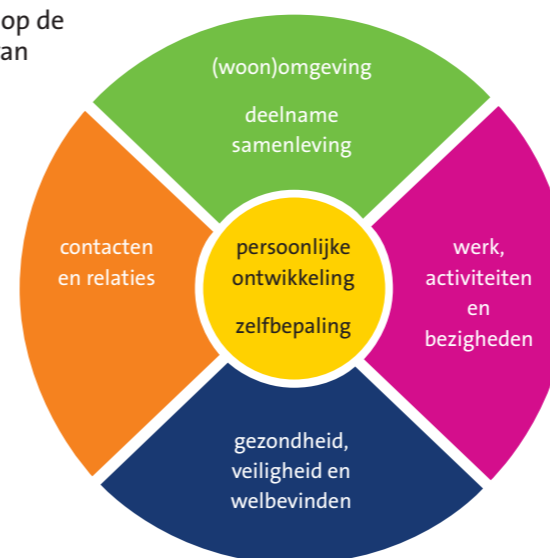 op de
(woon)omgeving
deelname
samenleving
contacten
en relaties
persoonlijke
ontwikkeling
zelfbepaling
werk,
activiteiten
en
bezigheden
gezondheid,
veiligheid en
welbevinden